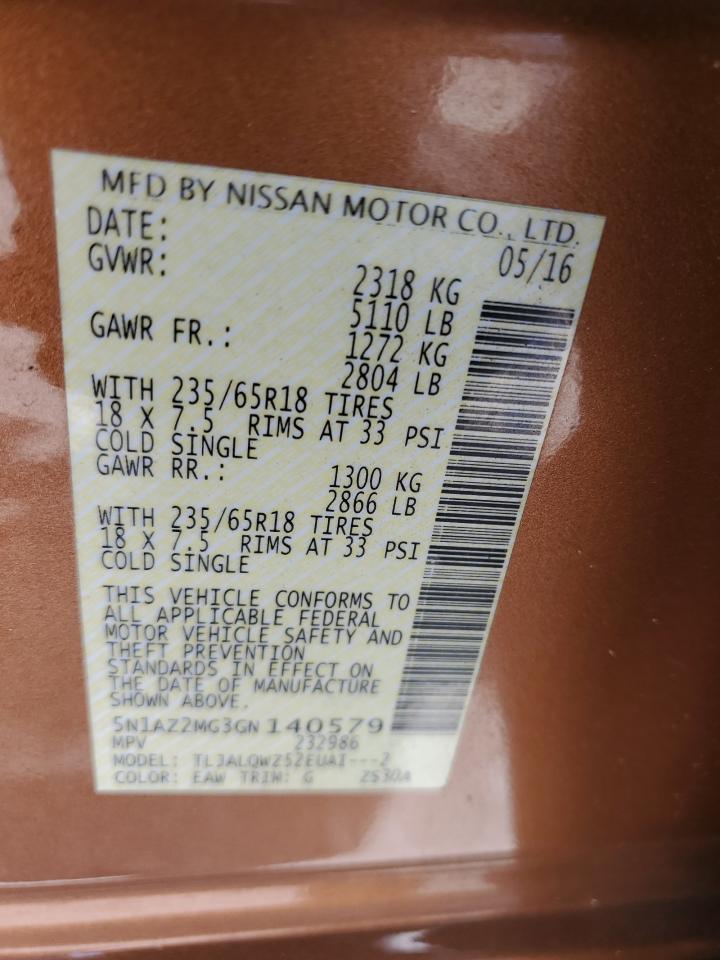 MFD BY NISSAN MOTOR CO., LTD.
DATE: 05/16
GVWR: 2318 KG
5110 LB
GAWR FR.: 1272 KG
2804 LB
WITH 235/65R18 TIRES
18 X 7.5 RIMS AT 33 PSI
COLD SINGLE
GAWR RR.: 1300 KG
2866 LB
WITH 235/65R18 TIRES
18 X 7.5 RIMS AT 33 PSI
COLD SINGLE
THIS VEHICLE CONFORMS TO
ALL APPLICABLE FEDERAL
MOTOR VEHICLE SAFETY AND
THEFT PREVENTION
STANDARDS IN EFFECT ON
THE DATE OF MANUFACTURE
SHOWN ABOVE.
5N1AZ2MG3GN140579
MPV 232986
MODEL: TLJALQWZ52EUAI---2
COLOR: EAW TRIM: G